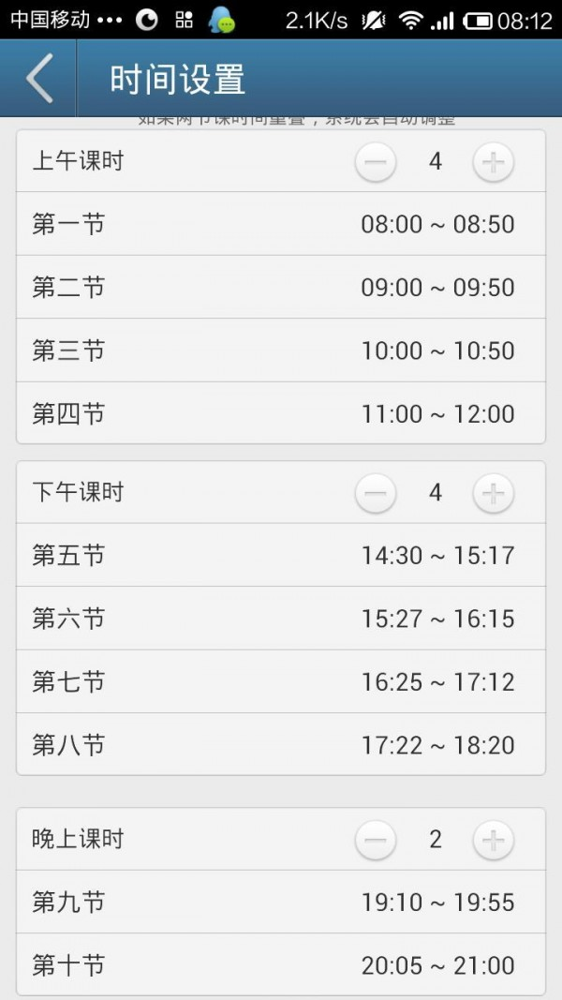 中国移动 ••• 2.1K/s 08:12
时间设置
如果两节课时间重叠，系统会自动调整
上午课时 4
第一节 08:00 ~ 08:50
第二节 09:00 ~ 09:50
第三节 10:00 ~ 10:50
第四节 11:00 ~ 12:00
下午课时 4
第五节 14:30 ~ 15:17
第六节 15:27 ~ 16:15
第七节 16:25 ~ 17:12
第八节 17:22 ~ 18:20
晚上课时 2
第九节 19:10 ~ 19:55
第十节 20:05 ~ 21:00